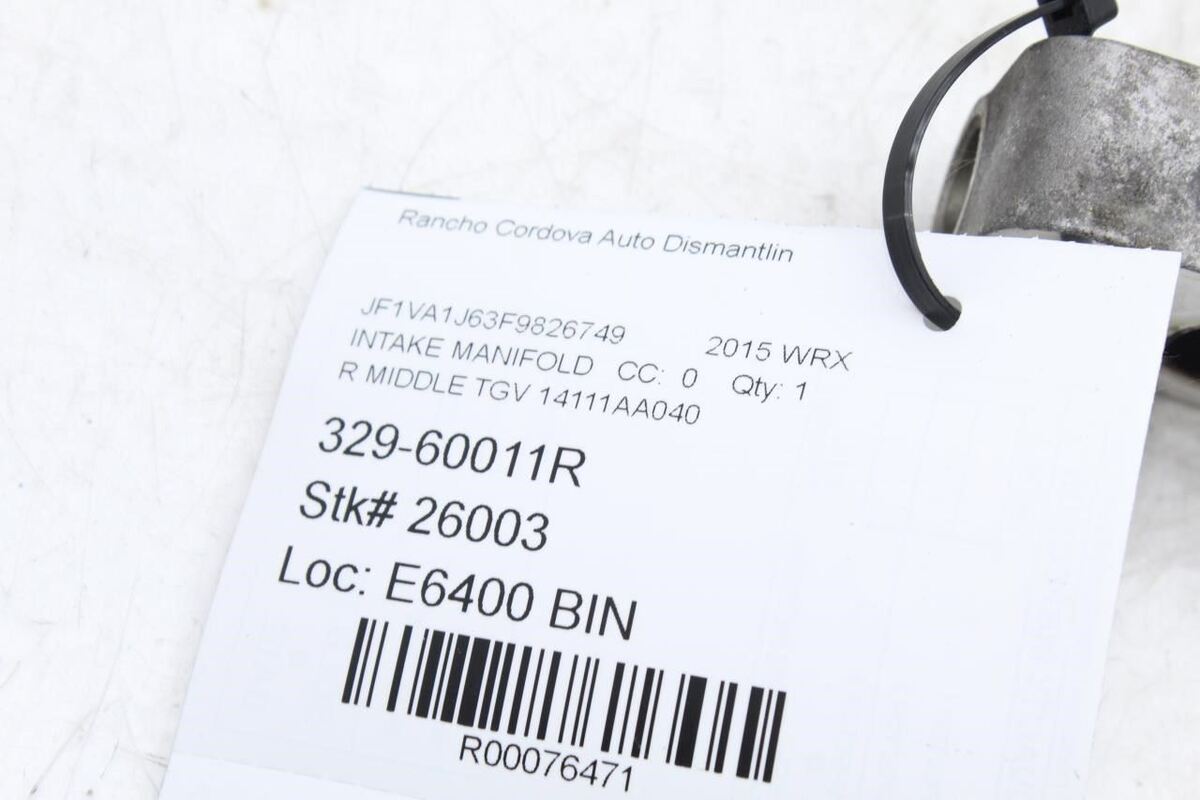 Rancho Cordova Auto Dismantlin
JF1VA1J63F9826749 2015 WRX
INTAKE MANIFOLD CC: 0 Qty: 1
R MIDDLE TGV 14111AA040
329-60011R
Stk# 26003
Loc: E6400 BIN
R00076471